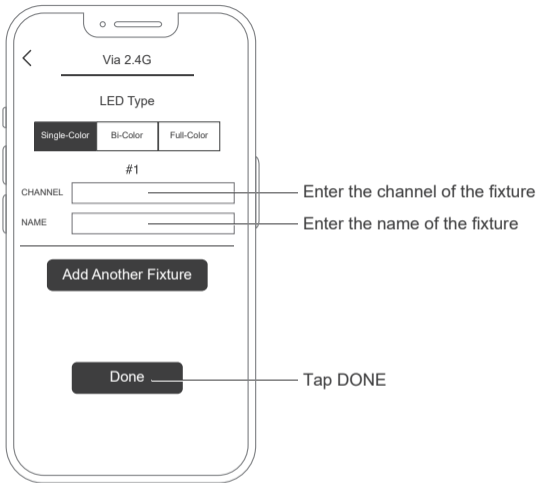 Via 2.4G
LED Type
Single-Color Bi-Color Full-Color
#1
CHANNEL
Enter the channel of the fixture
NAME
Enter the name of the fixture
Add Another Fixture
Done
Tap DONE